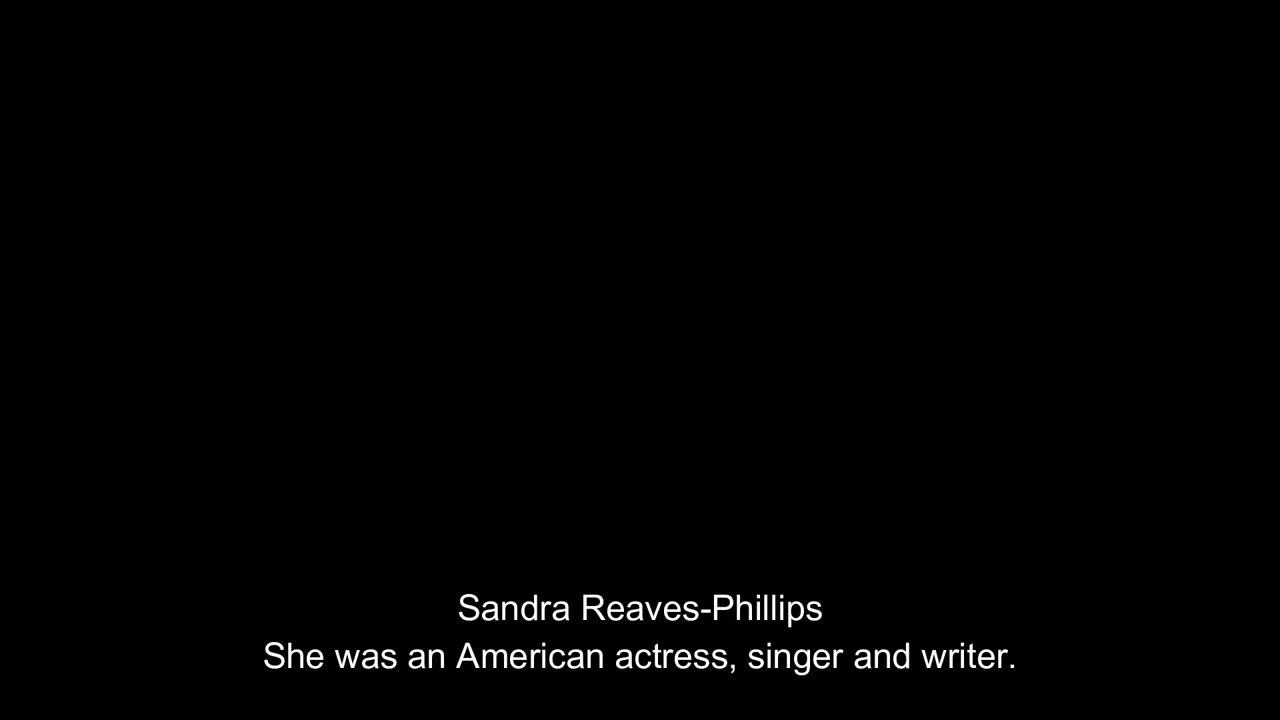 Sandra Reaves-Phillips
She was an American actress, singer and writer.